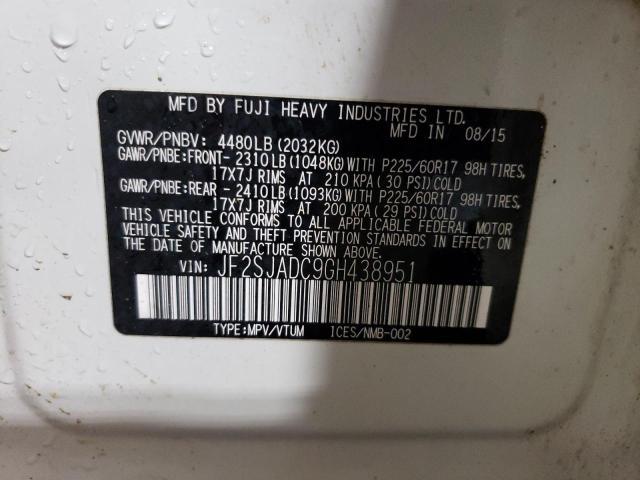 MFD BY FUJI HEAVY INDUSTRIES LTD.
MFD IN 08/15
GVWR/PNBV: 4480LB (2032KG)
GAWR/PNBE:FRONT- 2310LB(1048KG)WITH P225/60R17 98H TIRES,
17X7J RIMS AT 210 KPA(30 PSI)COLD
GAWR/PNBE:REAR - 2410LB(1093KG)WITH P225/60R17 98H TIRES,
17X7J RIMS AT 200 KPA(29 PSI)COLD
THIS VEHICLE CONFORMS TO ALL APPLICABLE FEDERAL MOTOR
VEHICLE SAFETY AND THEFT PREVENTION STANDARDS IN EFFECT ON
THE DATE OF MANUFACTURE SHOWN ABOVE.
VIN: JF2SJADC9GH438951
TYPE:MPV/VTUM ICES/NMB-002